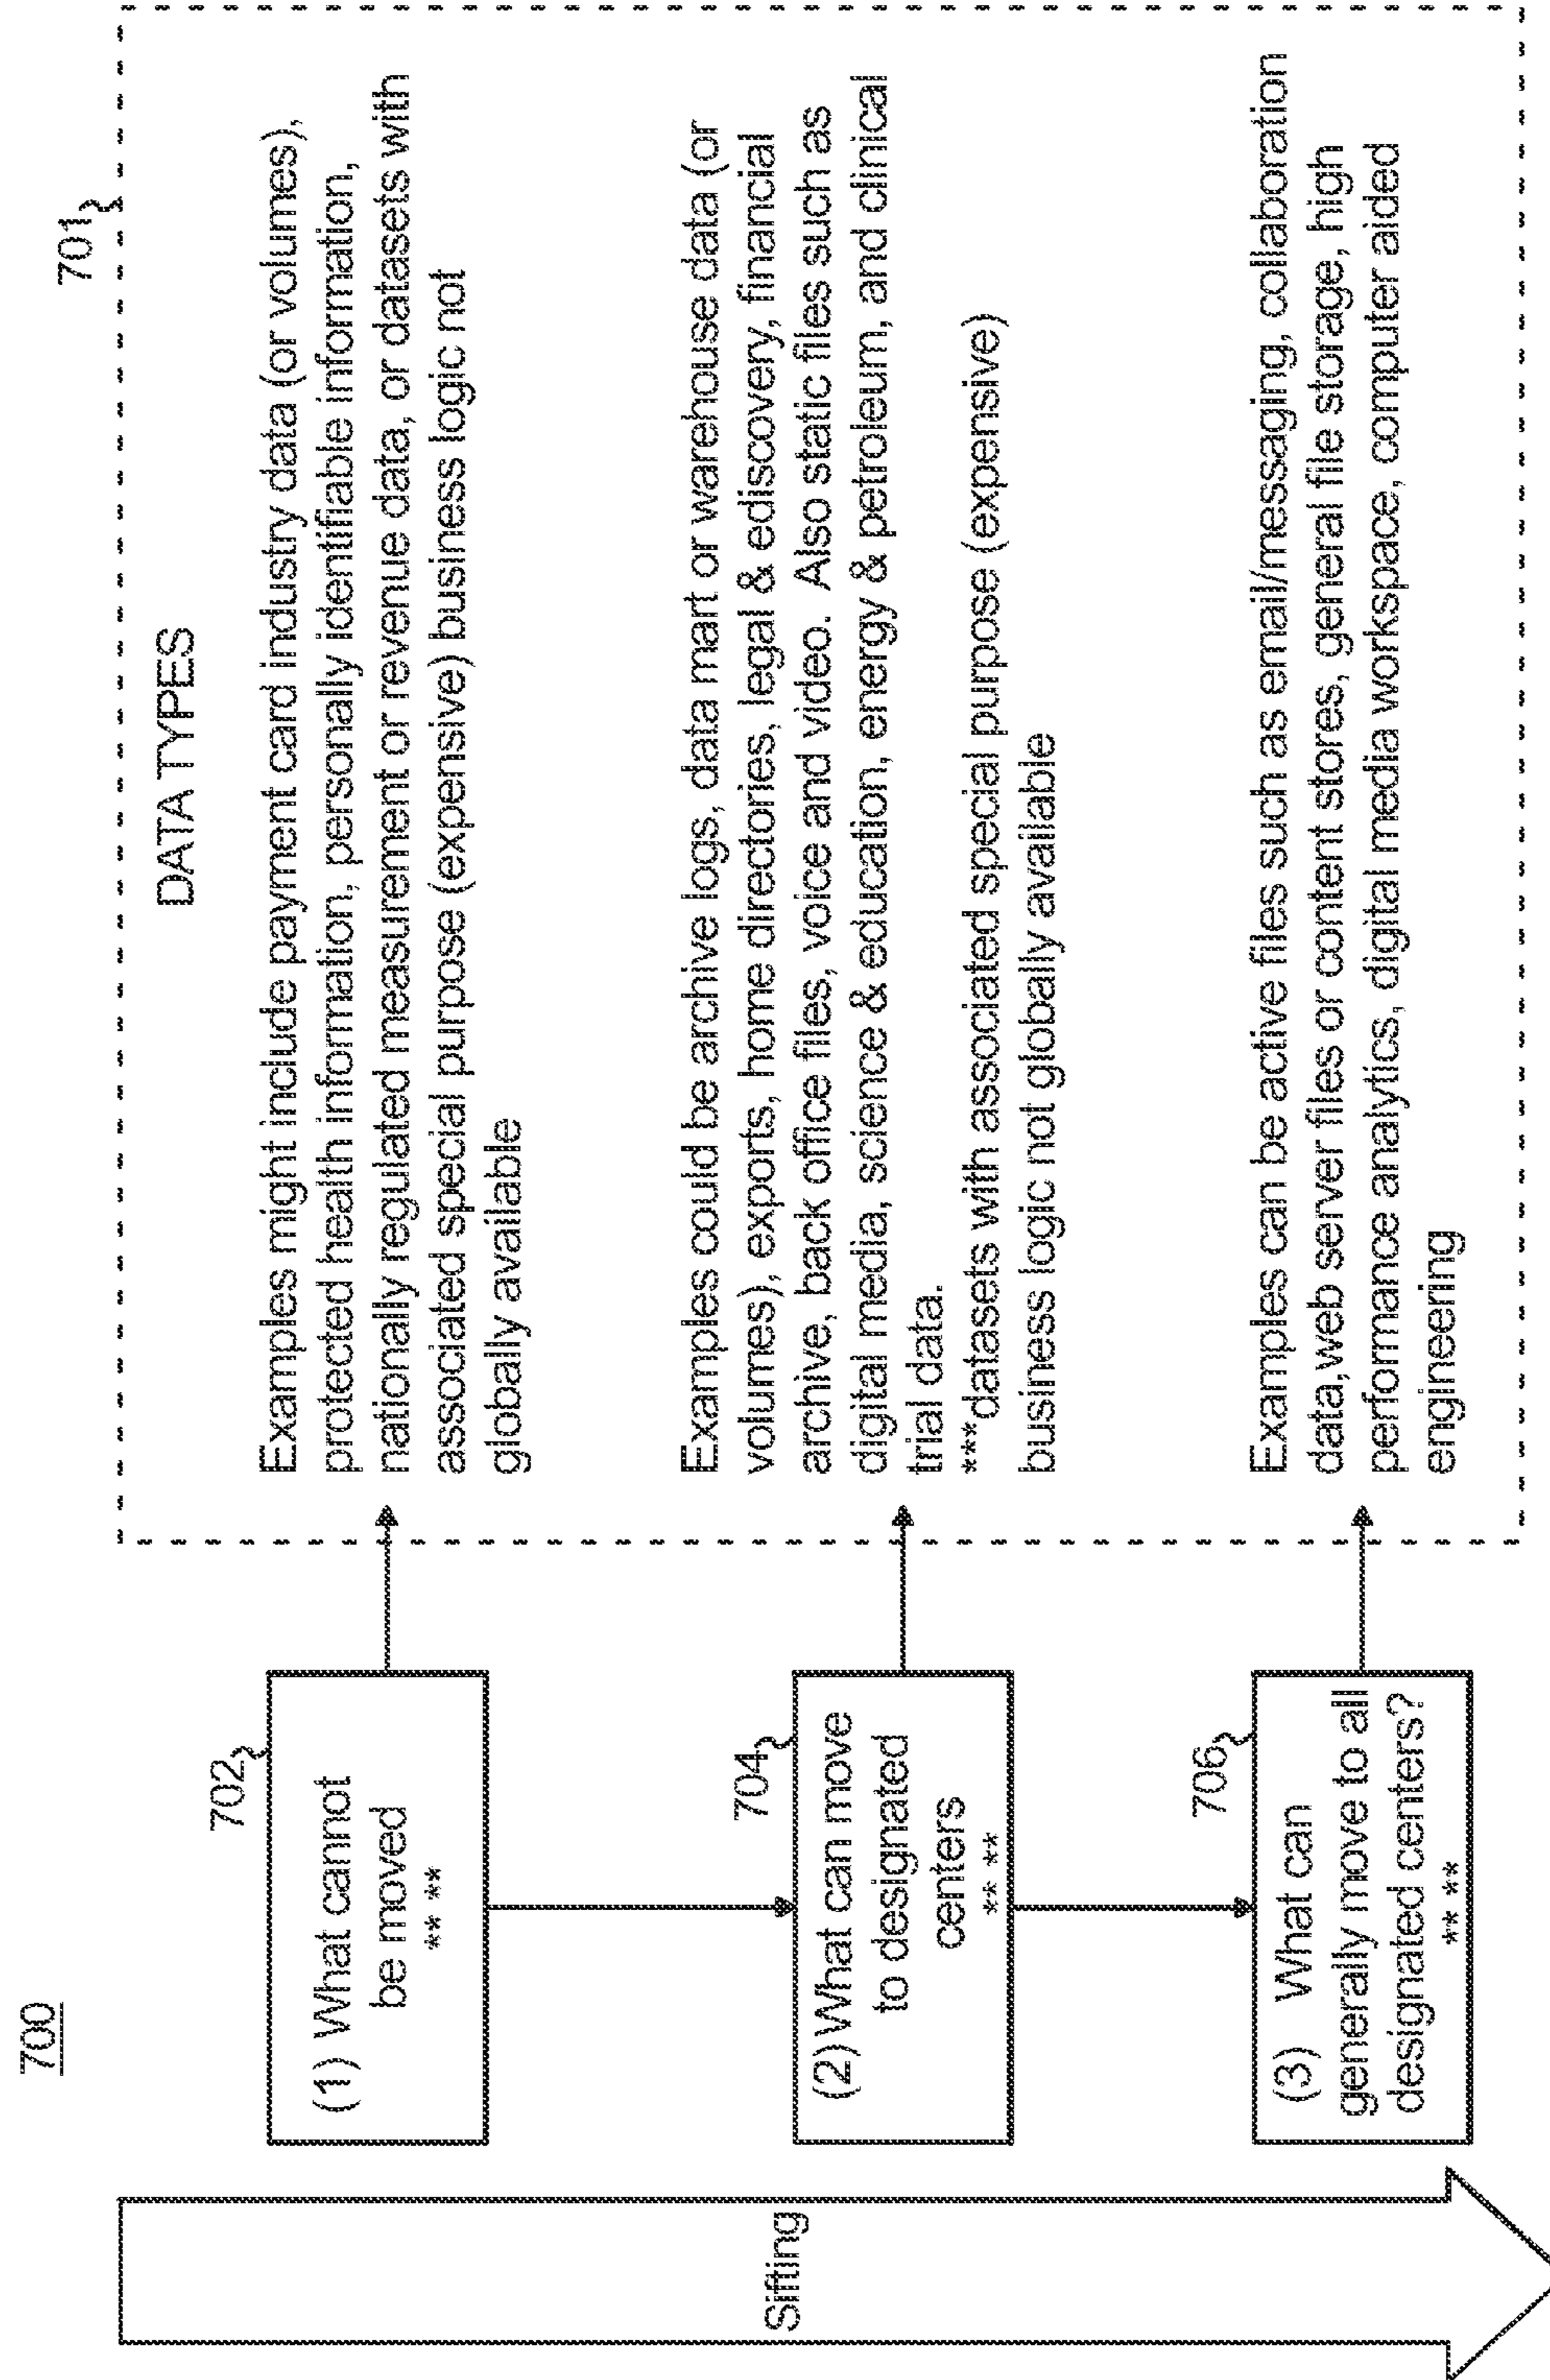 700
701
DATA TYPES
702
(1) What cannot
be moved
** **
Examples might include payment card industry data (or volumes),
protected health information, personally identifiable information,
nationally regulated measurement or revenue data, or datasets with
associated special purpose (expensive) business logic not
globally available
704
(2) What can move
to designated
centers
** **
Examples could be archive logs, data mart or warehouse data (or
volumes), exports, home directories, legal & ediscovery, financial
archive, back office files, voice and video. Also static files such as
digital media, science & education, energy & petroleum, and clinical
trial data.
***datasets with associated special purpose (expensive)
business logic not globally available
706
(3) What can
generally move to all
designated centers?
** **
Examples can be active files such as email/messaging, collaboration
data,web server files or content stores, general file storage, high
performance analytics, digital media workspace, computer aided
engineering
Sifting